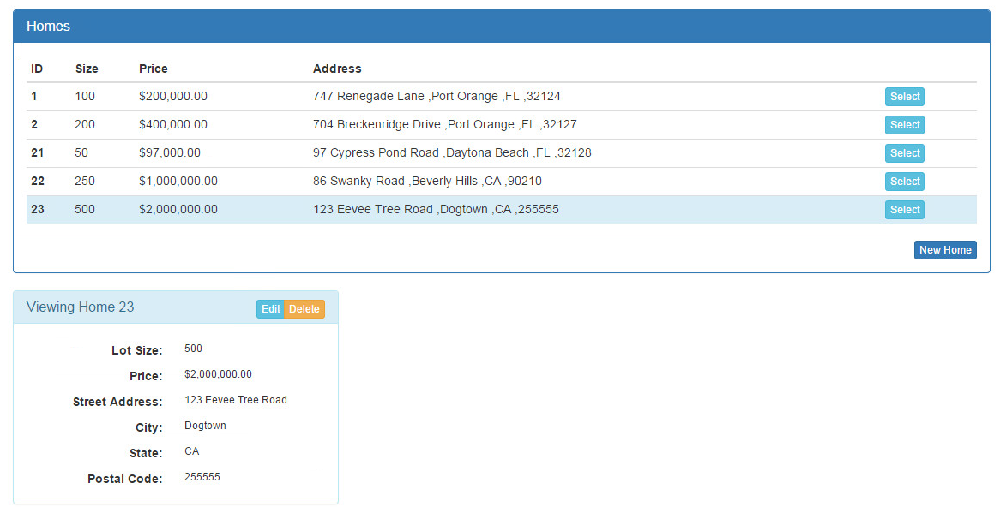 Homes
ID Size Price Address
1 100 $200,000.00 747 Renegade Lane ,Port Orange ,FL ,32124 Select
2 200 $400,000.00 704 Breckenridge Drive ,Port Orange ,FL ,32127 Select
21 50 $97,000.00 97 Cypress Pond Road ,Daytona Beach ,FL ,32128 Select
22 250 $1,000,000.00 86 Swanky Road ,Beverly Hills ,CA ,90210 Select
23 500 $2,000,000.00 123 Eevee Tree Road ,Dogtown ,CA ,255555 Select
New Home
Viewing Home 23 Edit Delete
Lot Size: 500
Price: $2,000,000.00
Street Address: 123 Eevee Tree Road
City: Dogtown
State: CA
Postal Code: 255555